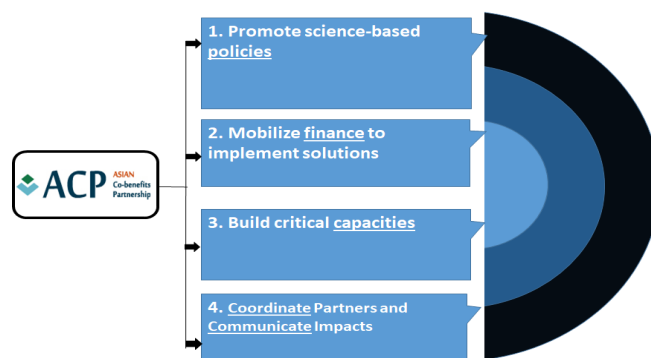 ACP
ASIAN
Co-benefits
Partnership
1. Promote science-based
policies
2. Mobilize finance to
implement solutions
3. Build critical capacities
4. Coordinate Partners and
Communicate Impacts